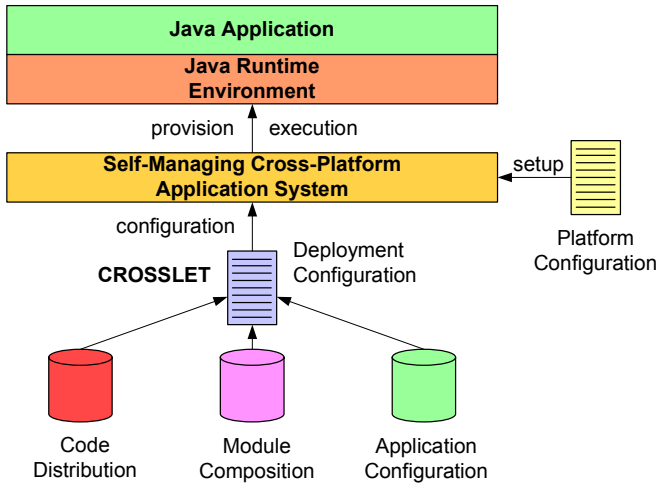 Java Application
Java Runtime
Environment
provision execution
Self-Managing Cross-Platform
Application System
setup
configuration
Platform
Configuration
Deployment
Configuration
CROSSLET
Code
Distribution
Module
Composition
Application
Configuration